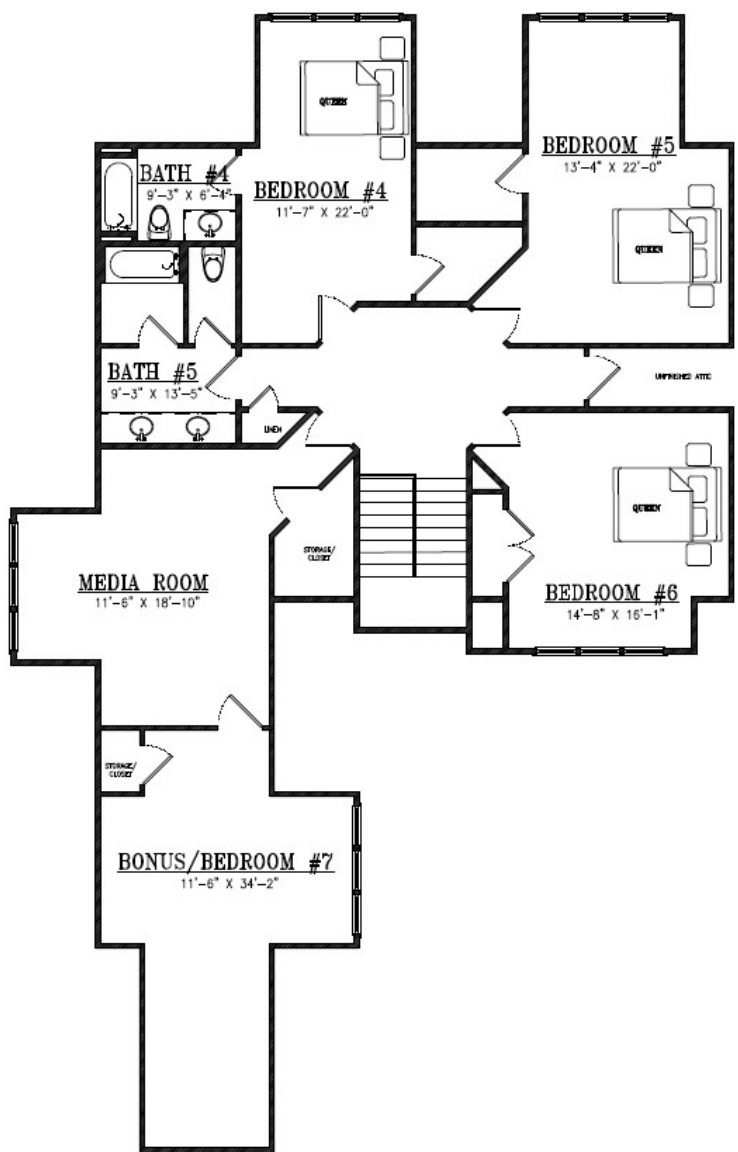 QUEEN
BEDROOM #5
13'-4" X 22'-0"
BATH #4
9'-3" X 6'-4"
BEDROOM #4
11'-7" X 22'-0"
QUEEN
BATH #5
9'-3" X 13'-5"
UNFINISHED ATTIC
LINEN
QUEEN
STORAGE/
CLOSET
MEDIA ROOM
11'-6" X 18'-10"
BEDROOM #6
14'-8" X 16'-1"
STORAGE/
CLOSET
BONUS/BEDROOM #7
11'-6" X 34'-2"